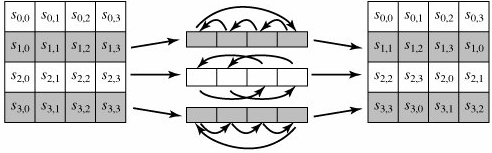 s0,0 s0,1 s0,2 s0,3
s1,0 s1,1 s1,2 s1,3
s2,0 s2,1 s2,2 s2,3
s3,0 s3,1 s3,2 s3,3
s0,0 s0,1 s0,2 s0,3
s1,1 s1,2 s1,3 s1,0
s2,2 s2,3 s2,0 s2,1
s3,3 s3,0 s3,1 s3,2